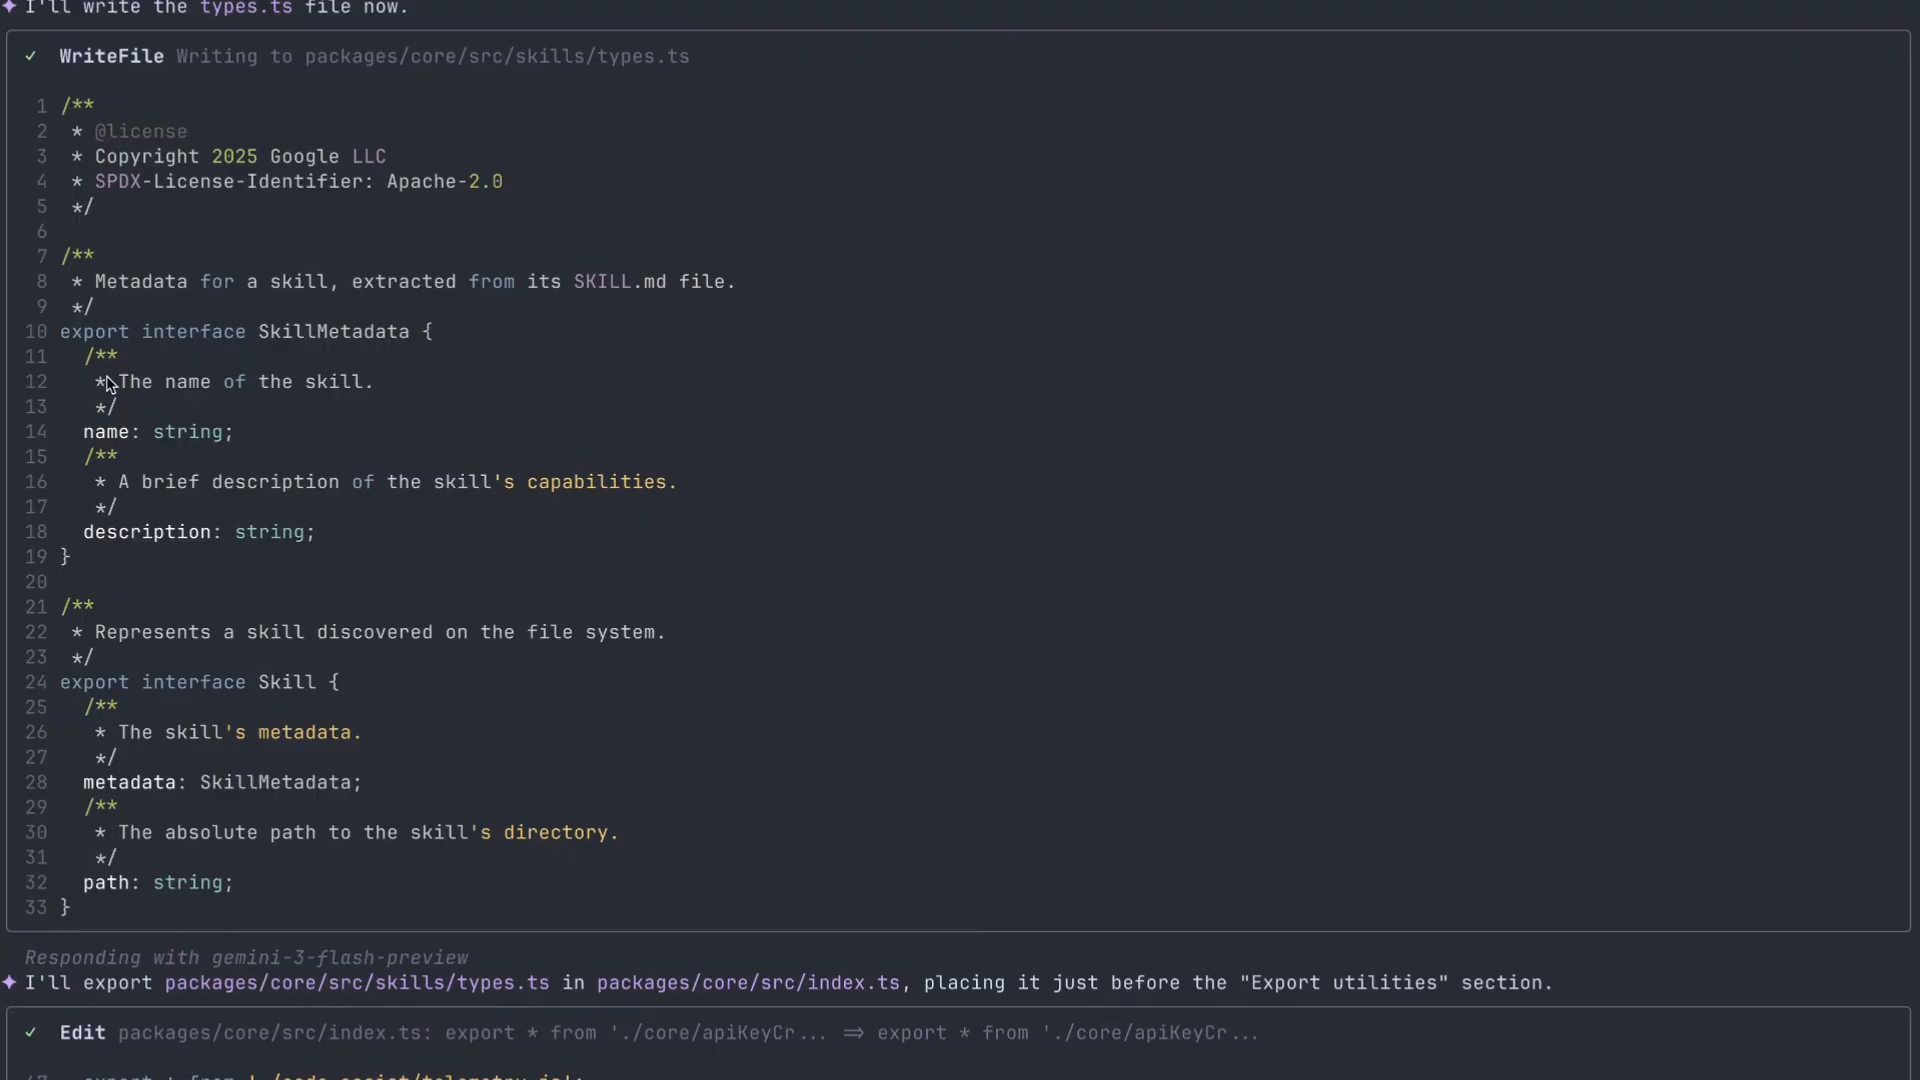 ✦ I'll write the types.ts file now.
✓ WriteFile Writing to packages/core/src/skills/types.ts
1 /**
2  * @license
3  * Copyright 2025 Google LLC
4  * SPDX-License-Identifier: Apache-2.0
5  */
6
7 /**
8  * Metadata for a skill, extracted from its SKILL.md file.
9  */
10 export interface SkillMetadata {
11   /**
12    * The name of the skill.
13    */
14   name: string;
15   /**
16    * A brief description of the skill's capabilities.
17    */
18   description: string;
19 }
20
21 /**
22  * Represents a skill discovered on the file system.
23  */
24 export interface Skill {
25   /**
26    * The skill's metadata.
27    */
28   metadata: SkillMetadata;
29   /**
30    * The absolute path to the skill's directory.
31    */
32   path: string;
33 }
Responding with gemini-3-flash-preview
✦ I'll export packages/core/src/skills/types.ts in packages/core/src/index.ts, placing it just before the "Export utilities" section.
✓ Edit packages/core/src/index.ts: export * from './core/apiKeyCr... => export * from './core/apiKeyCr...
47 export * from './code_assist/telemetry.js';